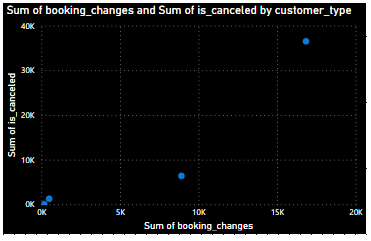 Sum of booking_changes and Sum of is_canceled by customer_type
40K
30K
20K
10K
0K
Sum of is_canceled
0K
5K
10K
15K
20K
Sum of booking_changes